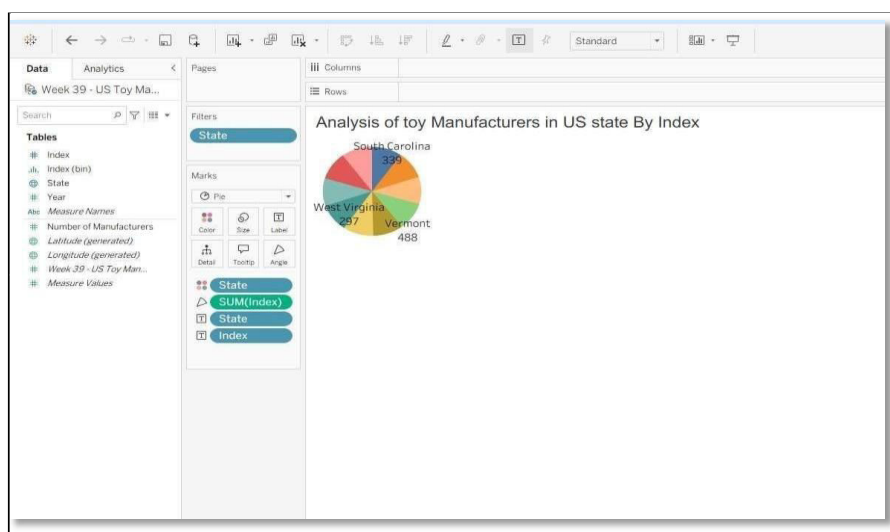 Standard
Data Analytics
Week 39 - US Toy Ma...
Search
Tables
Index
Index (bin)
State
Year
Abc Measure Names
Number of Manufacturers
Latitude (generated)
Longitude (generated)
Week 39 - US Toy Man...
Measure Values
Pages
Filters
State
Marks
Pie
Color Size Label
Detail Tooltip Angle
State
SUM(Index)
State
Index
iii Columns
Rows
Analysis of toy Manufacturers in US state By Index
South Carolina
339
West Virginia
297
Vermont
488